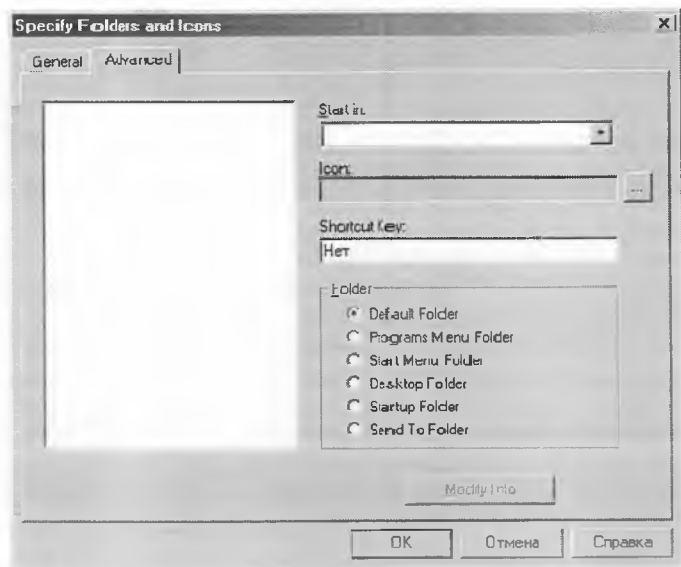 Specify Folders and Icons
General Advanced
Start in:
Icon:
...
Shortcut Key:
Нет
Folder
Default Folder
Programs Menu Folder
Start Menu Folder
Desktop Folder
Startup Folder
Send To Folder
Modify Info
OK Отмена Справка